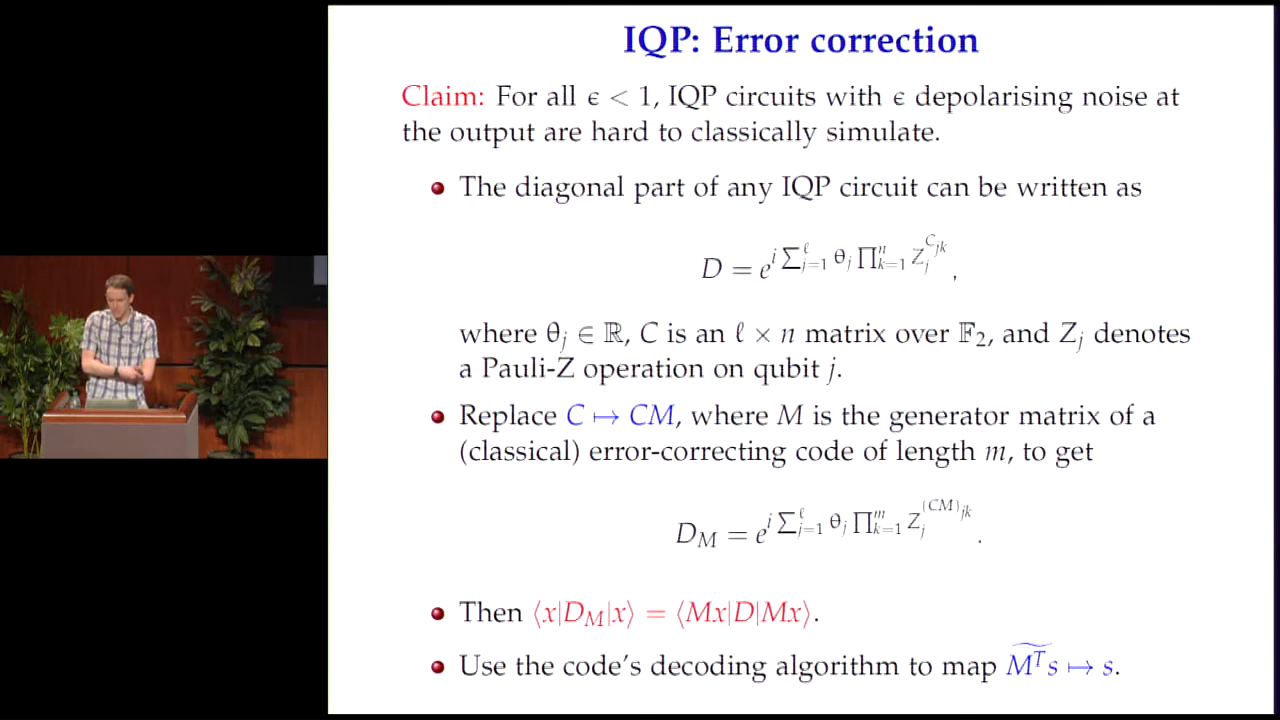 IQP: Error correction
Claim: For all ϵ < 1, IQP circuits with ϵ depolarising noise at
the output are hard to classically simulate.
The diagonal part of any IQP circuit can be written as
D = e^{i ∑_{j=1}^{ℓ} θ_j ∏_{k=1}^{n} Z_j^{C_{jk}}},
where θ_j ∈ ℝ, C is an ℓ × n matrix over 𝔽₂, and Z_j denotes
a Pauli-Z operation on qubit j.
Replace C ↦ CM, where M is the generator matrix of a
(classical) error-correcting code of length m, to get
D_M = e^{i ∑_{j=1}^{ℓ} θ_j ∏_{k=1}^{m} Z_j^{(CM)_{jk}}}.
Then ⟨x|D_M|x⟩ = ⟨Mx|D|Mx⟩.
Use the code's decoding algorithm to map \widetilde{M^T s} ↦ s.